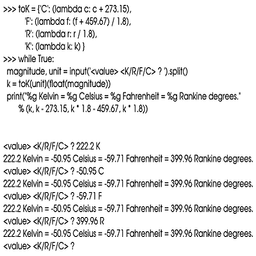 >>> toK = {'C': (lambda c: c + 273.15),
'F': (lambda f: (f + 459.67) / 1.8),
'R': (lambda r: r / 1.8),
'K': (lambda k: k) }
>>> while True:
magnitude, unit = input('<value> <K/R/F/C> ? ').split()
k = toK[unit](float(magnitude))
print("%g Kelvin = %g Celsius = %g Fahrenheit = %g Rankine degrees."
% (k, k - 273.15, k * 1.8 - 459.67, k * 1.8))
<value> <K/R/F/C> ? 222.2 K
222.2 Kelvin = -50.95 Celsius = -59.71 Fahrenheit = 399.96 Rankine degrees.
<value> <K/R/F/C> ? -50.95 C
222.2 Kelvin = -50.95 Celsius = -59.71 Fahrenheit = 399.96 Rankine degrees.
<value> <K/R/F/C> ? -59.71 F
222.2 Kelvin = -50.95 Celsius = -59.71 Fahrenheit = 399.96 Rankine degrees.
<value> <K/R/F/C> ? 399.96 R
222.2 Kelvin = -50.95 Celsius = -59.71 Fahrenheit = 399.96 Rankine degrees.
<value> <K/R/F/C> ?